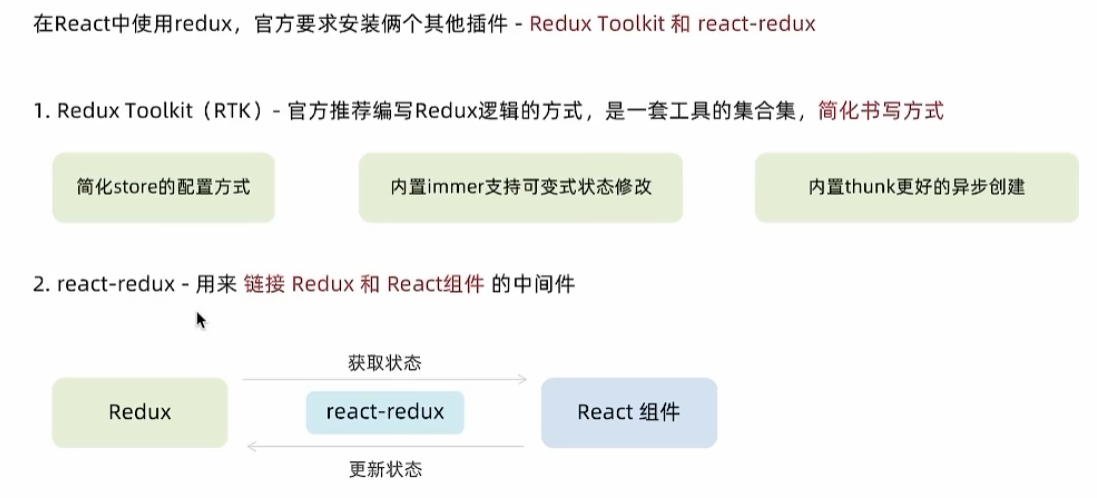 在React中使用redux，官方要求安装俩个其他插件 - Redux Toolkit 和 react-redux
1. Redux Toolkit（RTK）- 官方推荐编写Redux逻辑的方式，是一套工具的集合集，简化书写方式
简化store的配置方式
内置immer支持可变式状态修改
内置thunk更好的异步创建
2. react-redux - 用来 链接 Redux 和 React组件 的中间件
获取状态
Redux
react-redux
React 组件
更新状态